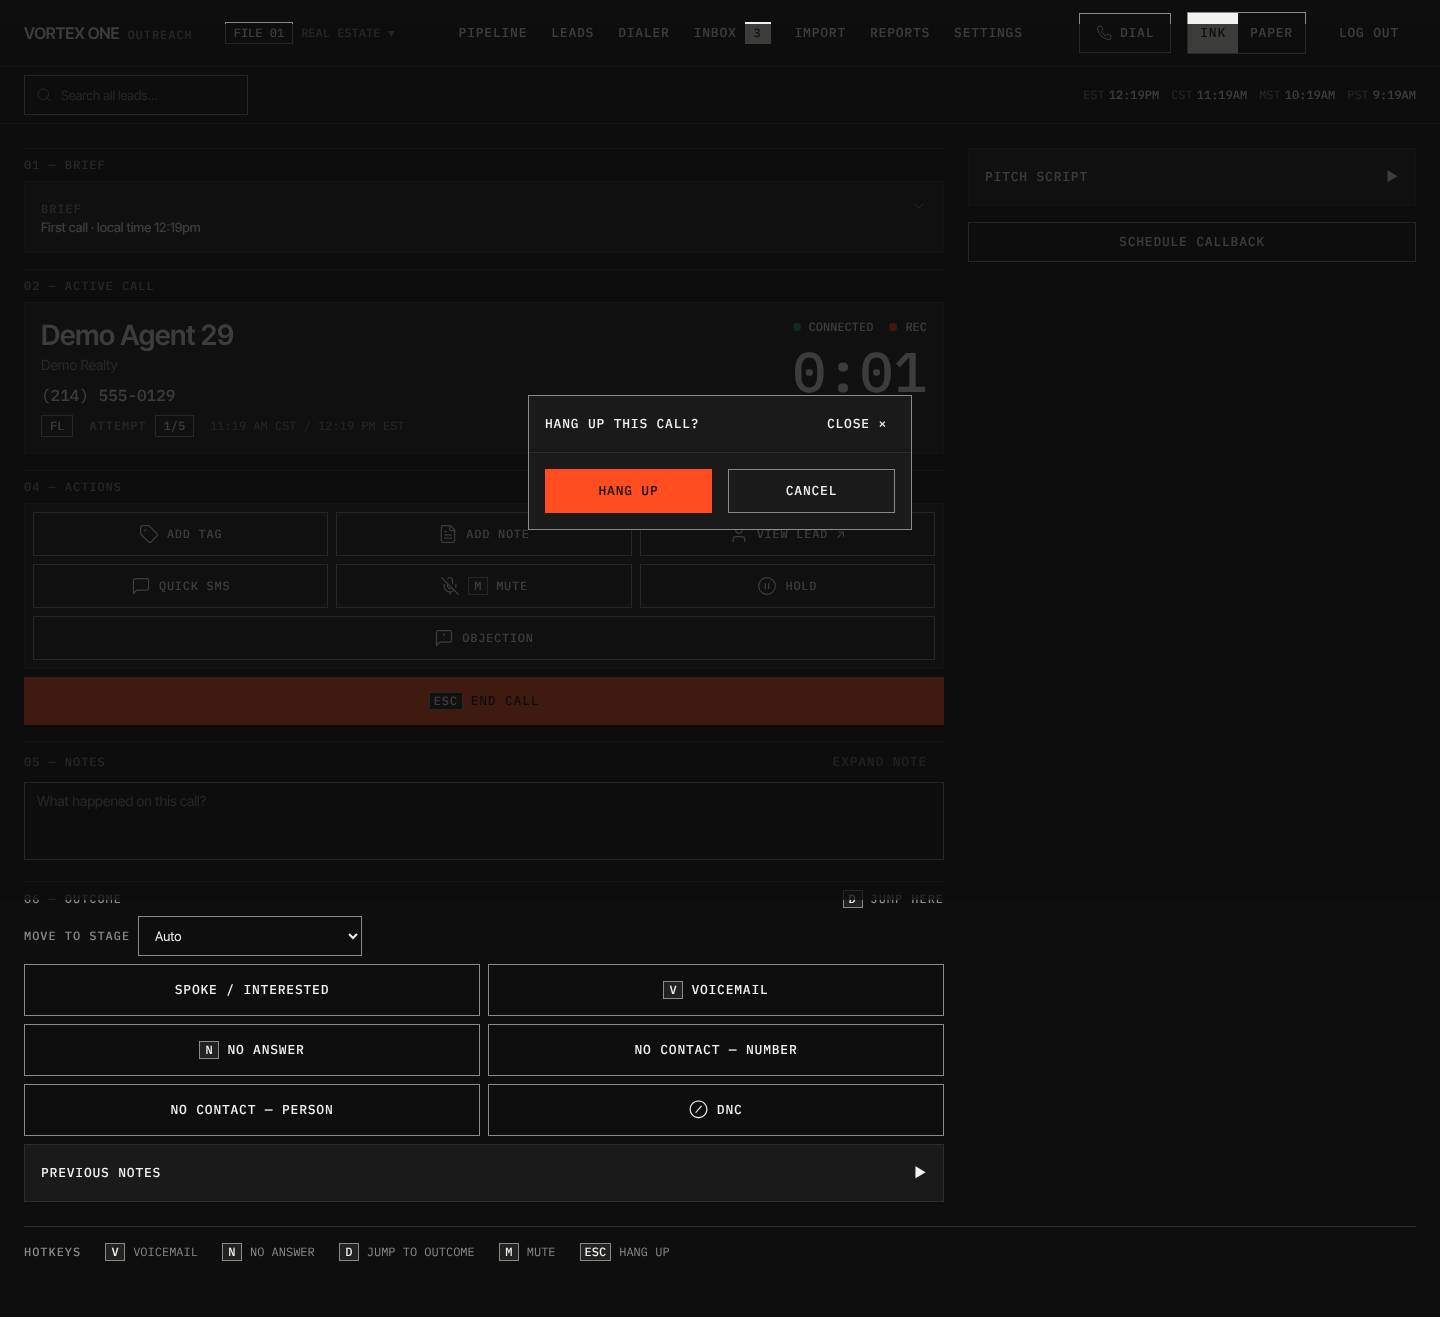 VORTEX ONE OUTREACH FILE 01 REAL ESTATE ▾ PIPELINE LEADS DIALER INBOX 3 IMPORT REPORTS SETTINGS DIAL INK PAPER LOG OUT
Search all leads... EST 12:19PM CST 11:19AM MST 10:19AM PST 9:19AM
01 — BRIEF
BRIEF
First call · local time 12:19pm
PITCH SCRIPT ▶
SCHEDULE CALLBACK
02 — ACTIVE CALL
Demo Agent 29
Demo Realty
(214) 555-0129
FL ATTEMPT 1/5 11:19 AM CST / 12:19 PM EST
CONNECTED REC
0:01
HANG UP THIS CALL? CLOSE ×
HANG UP CANCEL
04 — ACTIONS
ADD TAG ADD NOTE VIEW LEAD ↗
QUICK SMS M MUTE HOLD
OBJECTION
ESC END CALL
05 — NOTES EXPAND NOTE
What happened on this call?
06 — OUTCOME D JUMP HERE
MOVE TO STAGE Auto
SPOKE / INTERESTED V VOICEMAIL
N NO ANSWER NO CONTACT — NUMBER
NO CONTACT — PERSON DNC
PREVIOUS NOTES ▶
HOTKEYS V VOICEMAIL N NO ANSWER D JUMP TO OUTCOME M MUTE ESC HANG UP